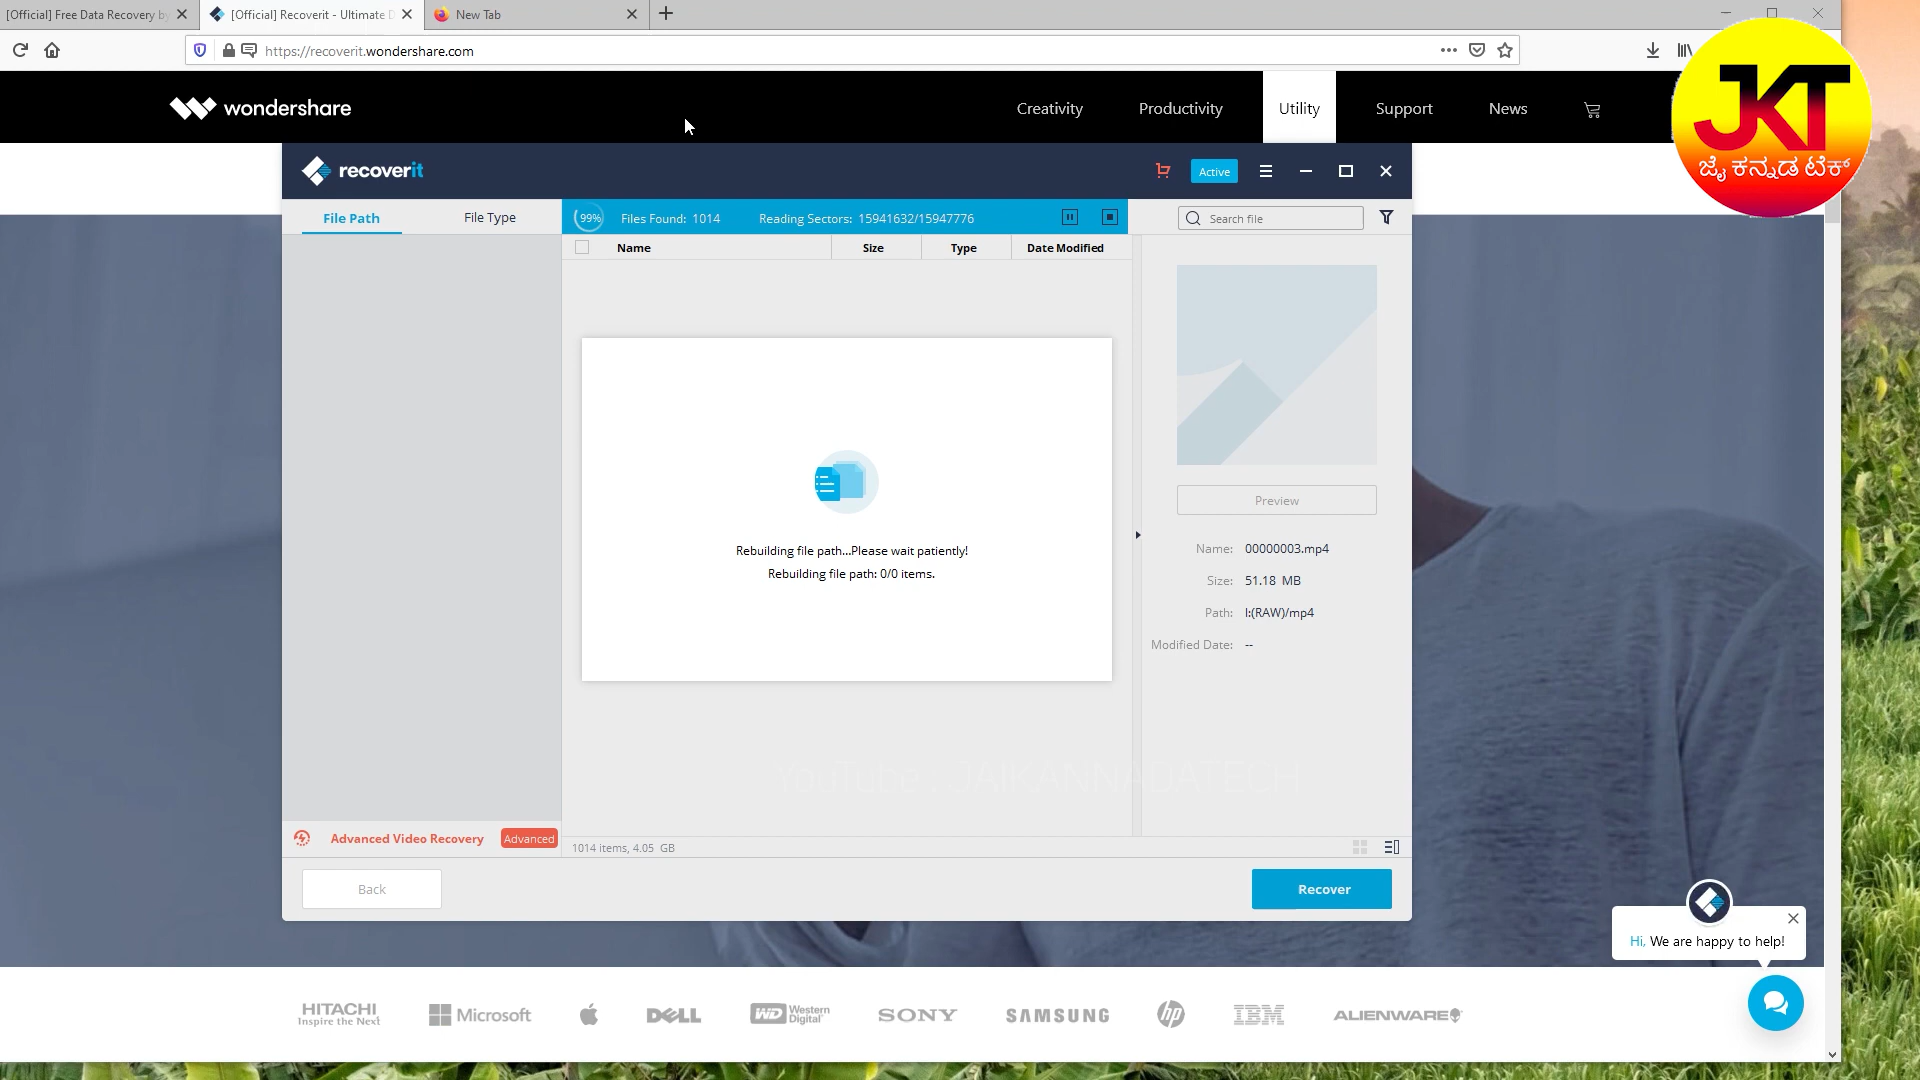 [Official] Free Data Recovery by
[Official] Recoverit - Ultimate D
New Tab
https://recoverit.wondershare.com
wondershare
Creativity
Productivity
Utility
Support
News
JKT
ಜೈ ಕನ್ನಡ ಟೆಕ್
recoverit
Active
File Path
File Type
99%
Files Found: 1014
Reading Sectors: 15941632/15947776
Search file
Name
Size
Type
Date Modified
Rebuilding file path...Please wait patiently!
Rebuilding file path: 0/0 items.
Preview
Name: 00000003.mp4
Size: 51.18 MB
Path: I:(RAW)/mp4
Modified Date: --
YouTube . JAIKANNADATECH
Advanced Video Recovery
Advanced
1014 items, 4.05 GB
Back
Recover
Hi, We are happy to help!
HITACHI
Inspire the Next
Microsoft
DELL
WD Western Digital
SONY
SAMSUNG
hp
IBM
ALIENWARE